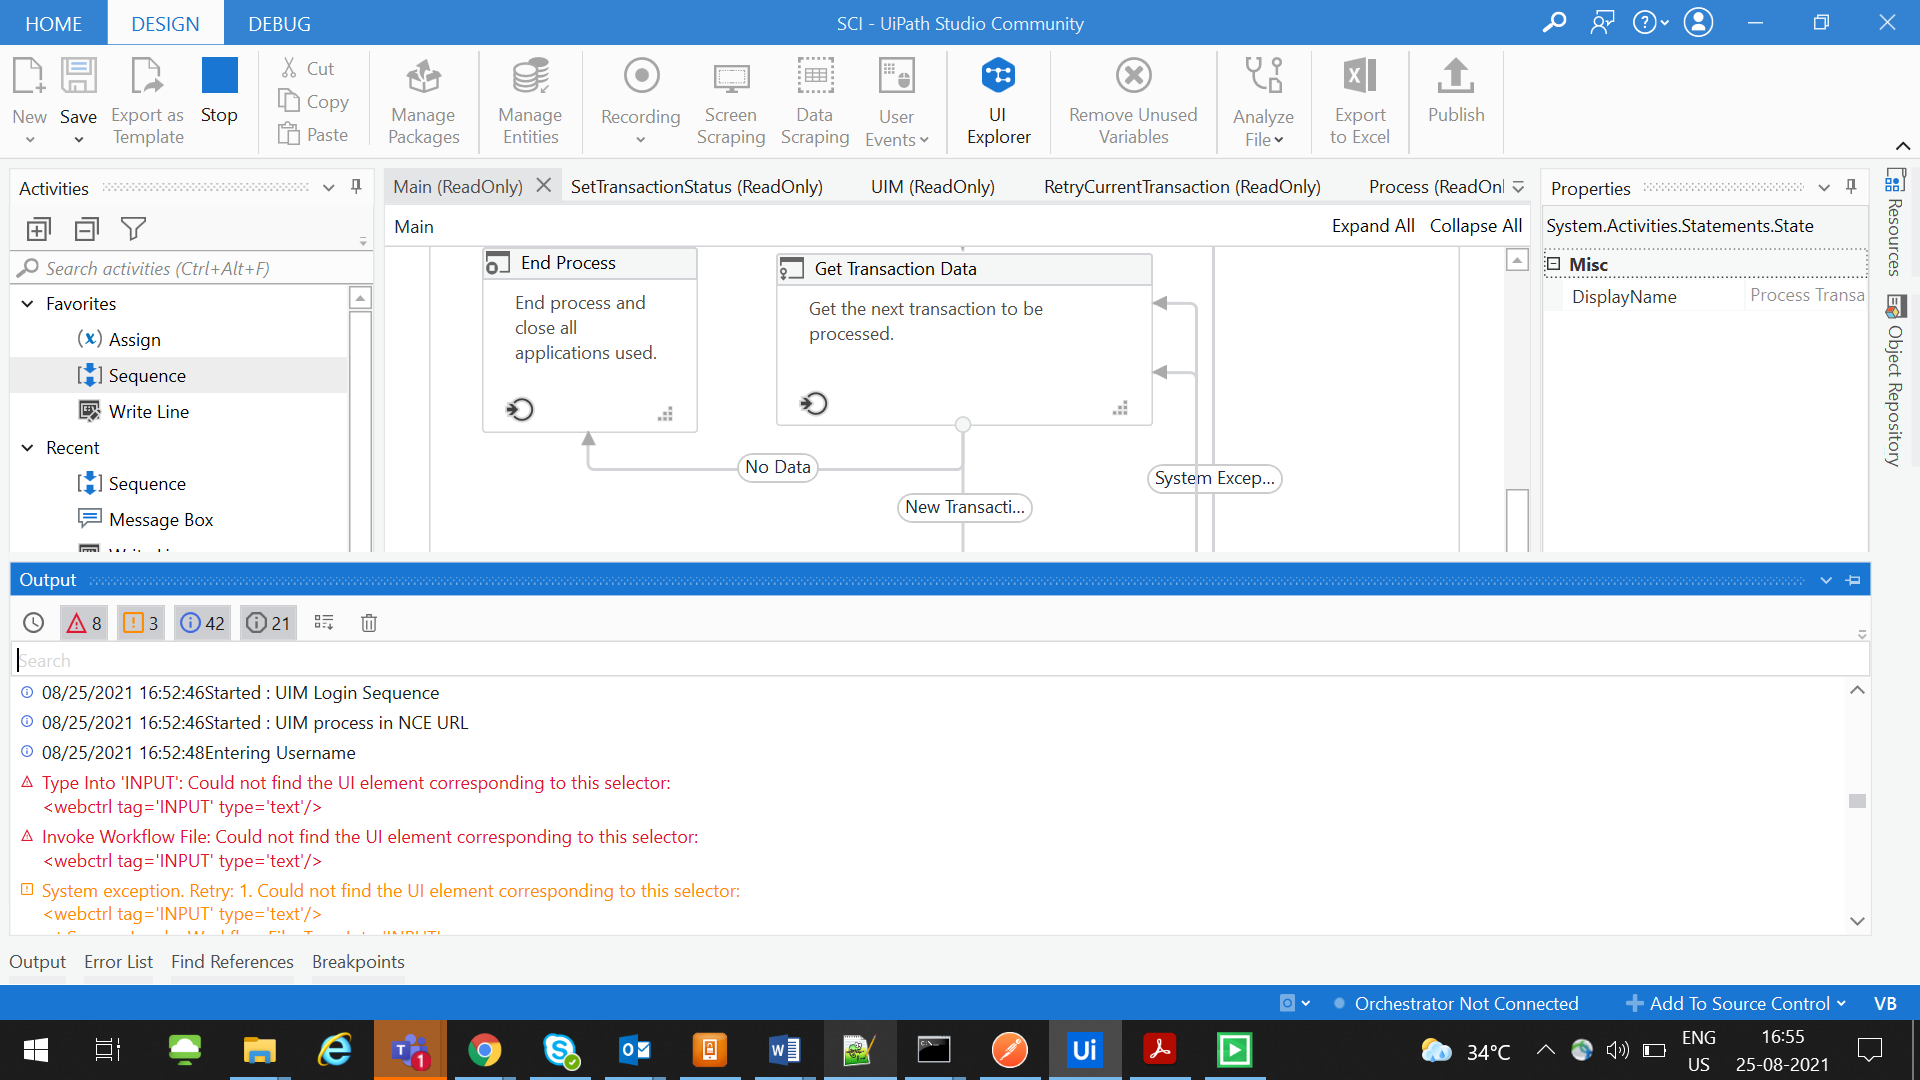 HOME
DESIGN
DEBUG
SCI - UiPath Studio Community
New
Save
Export as
Template
Stop
Cut
Copy
Paste
Manage
Packages
Manage
Entities
Recording
Screen
Scraping
Data
Scraping
User
Events
UI
Explorer
Remove Unused
Variables
Analyze
File
Export
to Excel
Publish
Activities
Search activities (Ctrl+Alt+F)
Favorites
Assign
Sequence
Write Line
Recent
Sequence
Message Box
Main (ReadOnly)
SetTransactionStatus (ReadOnly)
UIM (ReadOnly)
RetryCurrentTransaction (ReadOnly)
Process (ReadOnl
Main
Expand All
Collapse All
End Process
End process and
close all
applications used.
Get Transaction Data
Get the next transaction to be
processed.
No Data
New Transacti...
System Excep...
Properties
System.Activities.Statements.State
Misc
DisplayName
Process Transa
Resources
Object Repository
Output
8
3
42
21
Search
08/25/2021 16:52:46Started : UIM Login Sequence
08/25/2021 16:52:46Started : UIM process in NCE URL
08/25/2021 16:52:48Entering Username
Type Into 'INPUT': Could not find the UI element corresponding to this selector:
<webctrl tag='INPUT' type='text'/>
Invoke Workflow File: Could not find the UI element corresponding to this selector:
<webctrl tag='INPUT' type='text'/>
System exception. Retry: 1. Could not find the UI element corresponding to this selector:
<webctrl tag='INPUT' type='text'/>
Output
Error List
Find References
Breakpoints
Orchestrator Not Connected
Add To Source Control
VB
1
Ui
34°C
ENG
US
16:55
25-08-2021